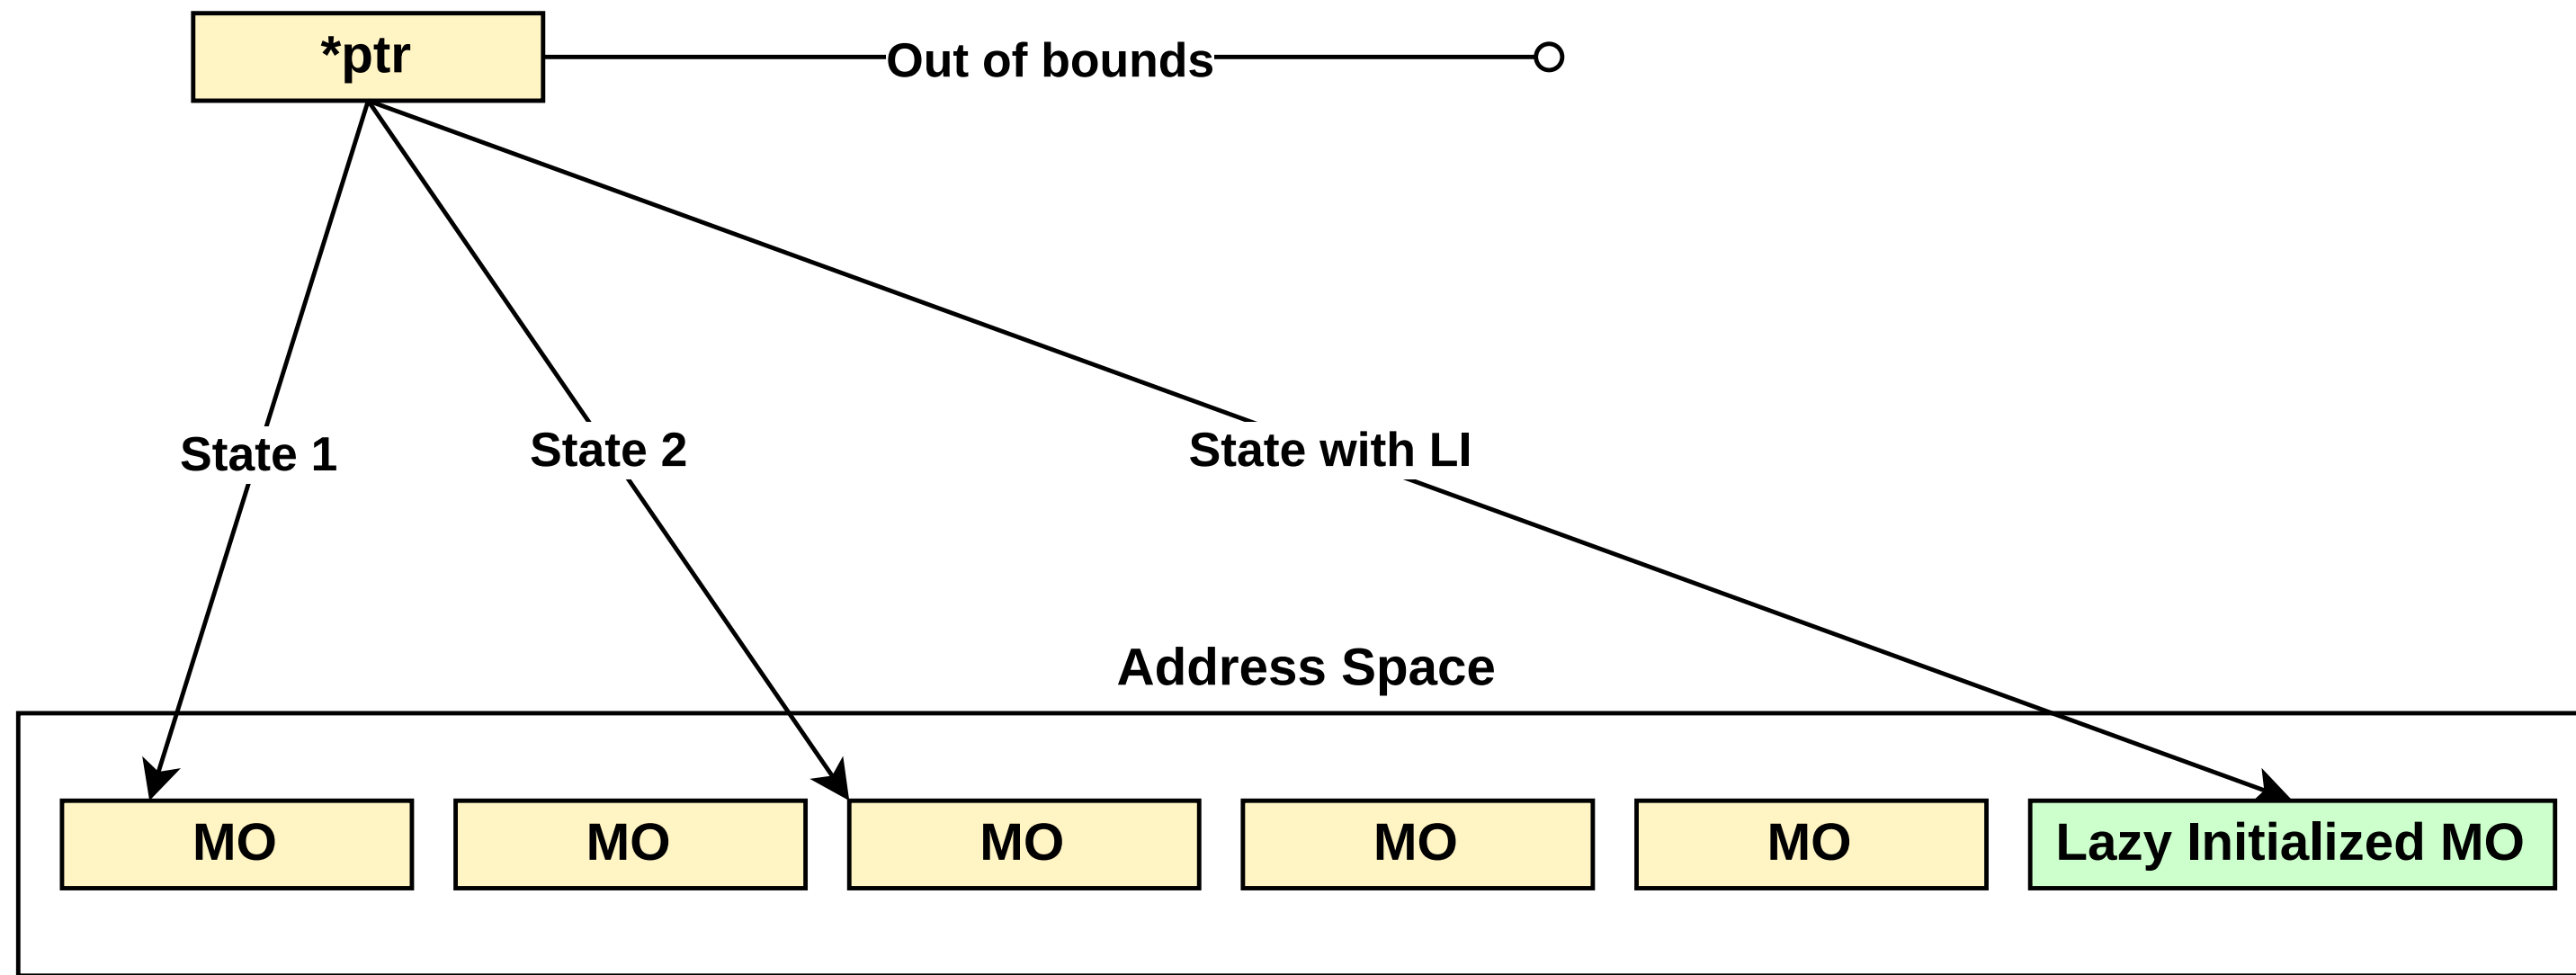 *ptr
Out of bounds
State 1
State 2
State with LI
Address Space
MO
MO
MO
MO
MO
Lazy Initialized MO